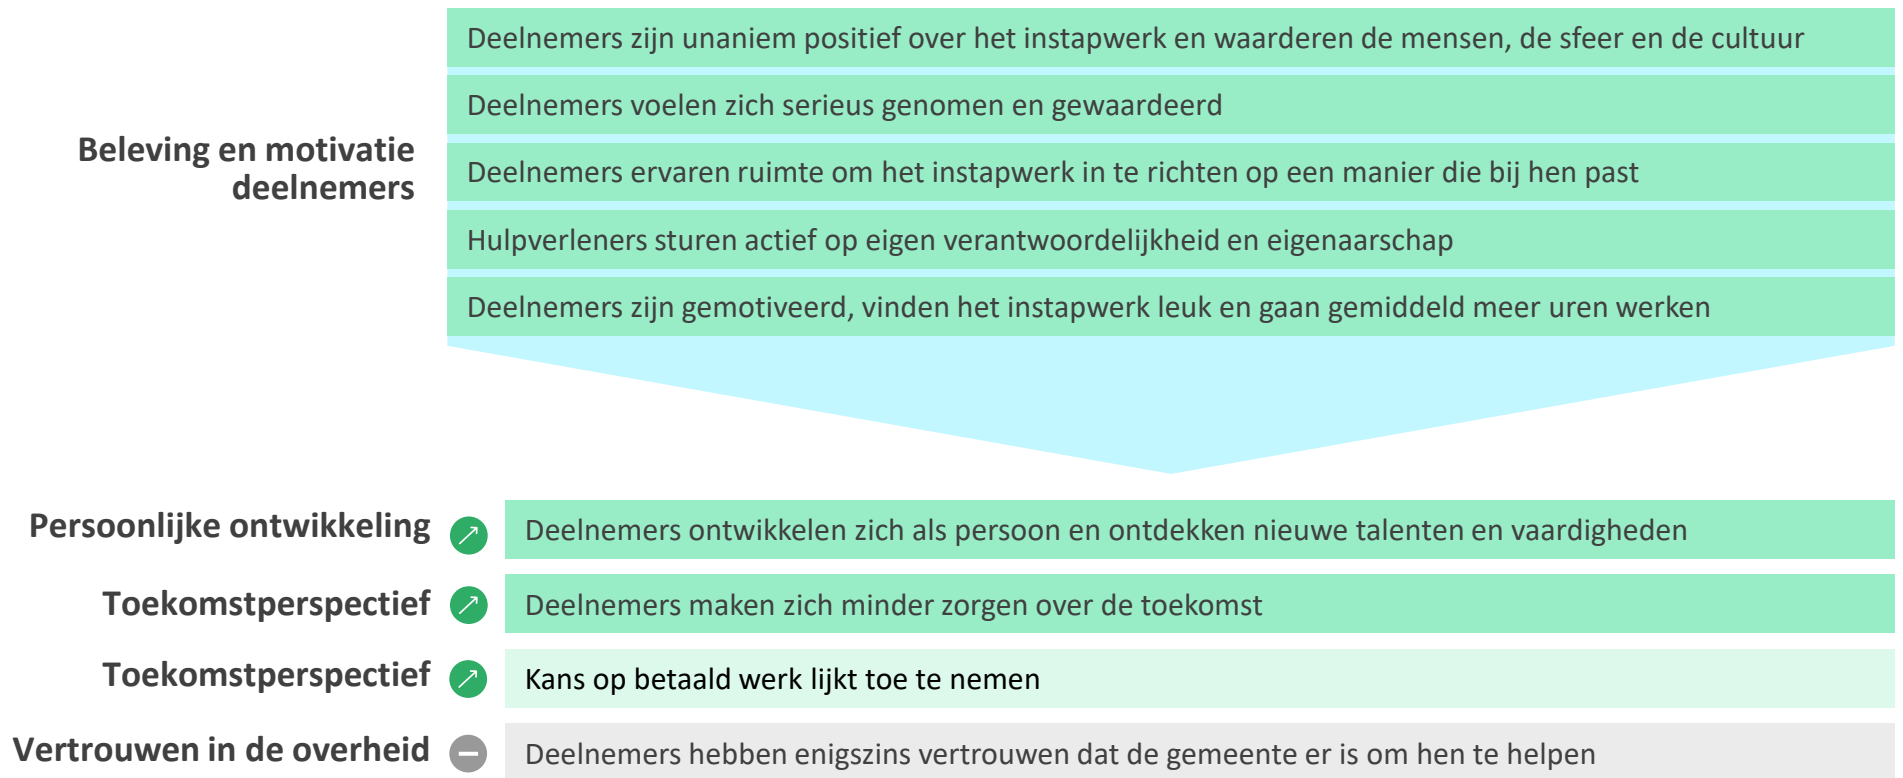 Deelnemers zijn unaniem positief over het instapwerk en waarderen de mensen, de sfeer en de cultuur
Deelnemers voelen zich serieus genomen en gewaardeerd
Beleving en motivatie
deelnemers
Deelnemers ervaren ruimte om het instapwerk in te richten op een manier die bij hen past
Hulpverleners sturen actief op eigen verantwoordelijkheid en eigenaarschap
Deelnemers zijn gemotiveerd, vinden het instapwerk leuk en gaan gemiddeld meer uren werken
Persoonlijke ontwikkeling
Deelnemers ontwikkelen zich als persoon en ontdekken nieuwe talenten en vaardigheden
Toekomstperspectief
Deelnemers maken zich minder zorgen over de toekomst
Toekomstperspectief
Kans op betaald werk lijkt toe te nemen
Vertrouwen in de overheid
Deelnemers hebben enigszins vertrouwen dat de gemeente er is om hen te helpen